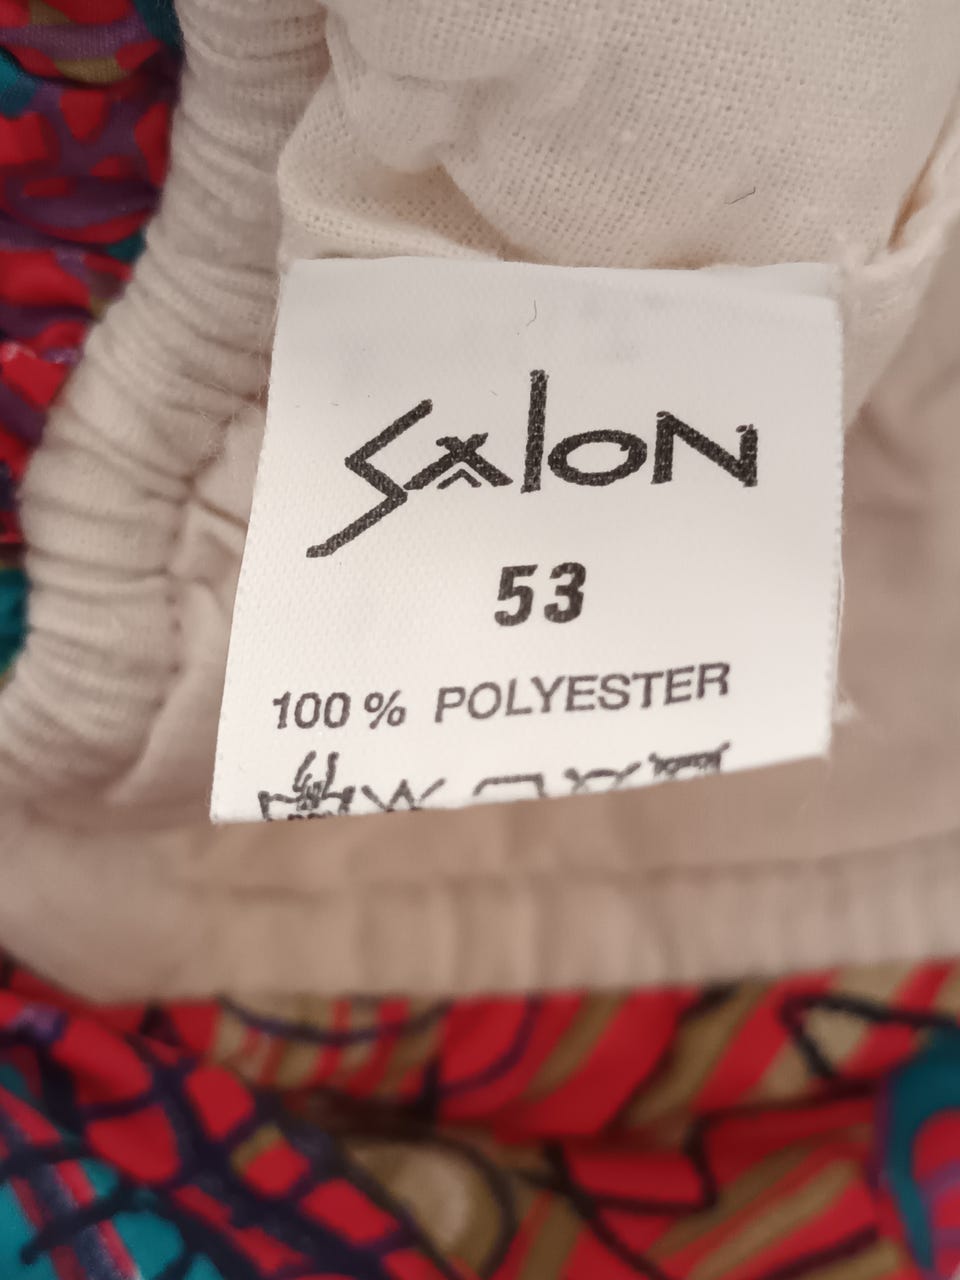 Salon
53
100 % POLYESTER